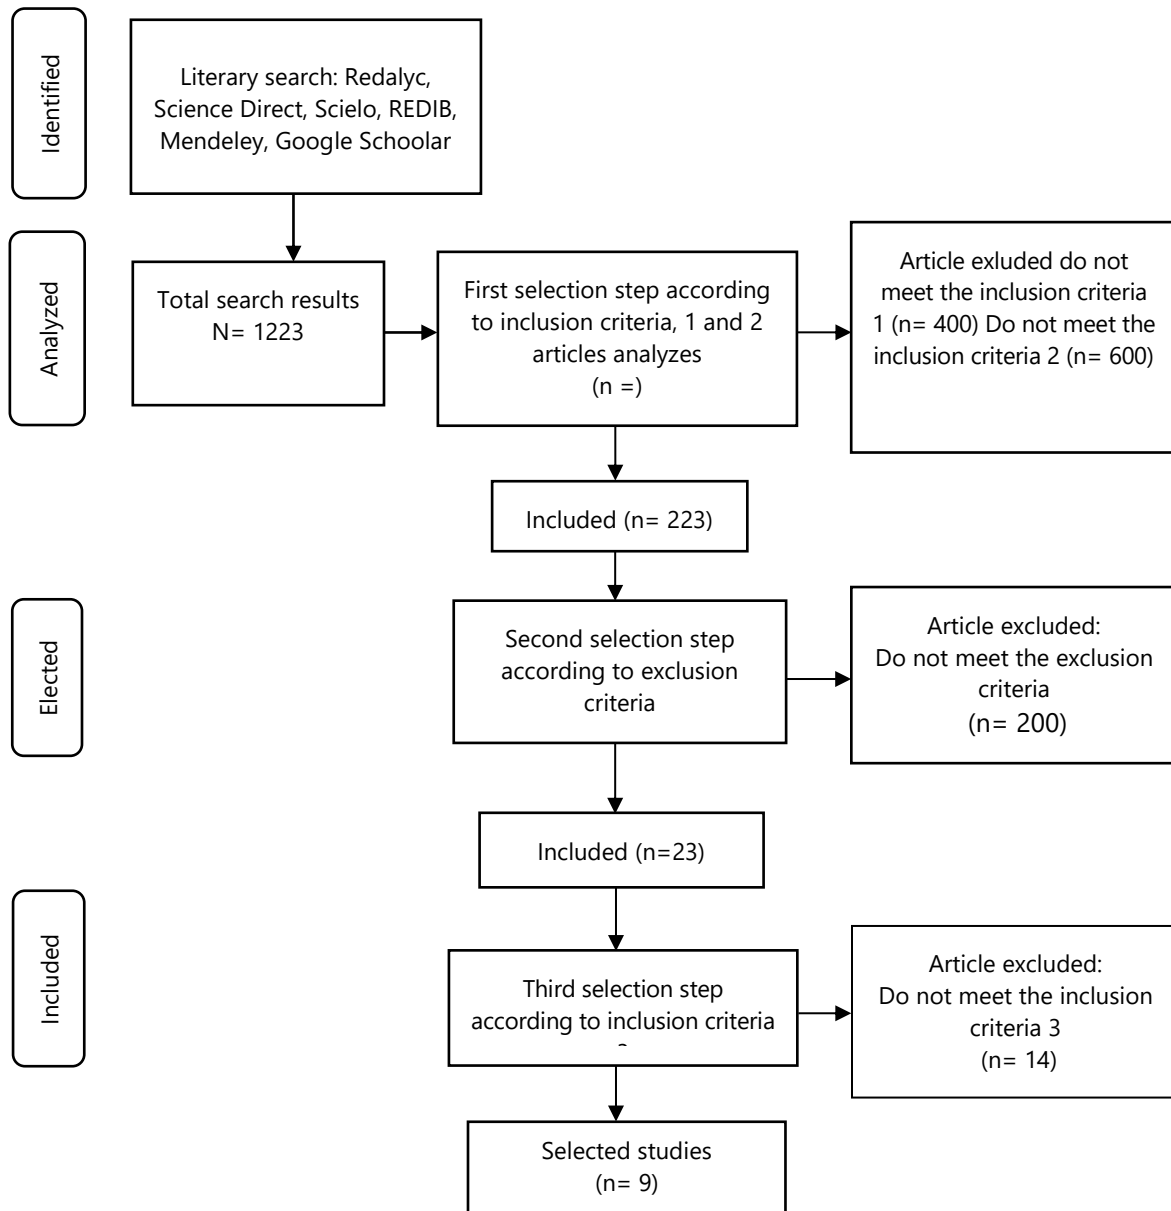 Identified
Literary search: Redalyc,
Science Direct, Scielo, REDIB,
Mendeley, Google Schoolar
Analyzed
Total search results
N= 1223
First selection step according
to inclusion criteria, 1 and 2
articles analyzes
(n =)
Article exluded do not
meet the inclusion criteria
1 (n= 400) Do not meet the
inclusion criteria 2 (n= 600)
Included (n= 223)
Elected
Second selection step
according to exclusion
criteria
Article excluded:
Do not meet the exclusion
criteria
(n= 200)
Included (n=23)
Included
Third selection step
according to inclusion criteria
Article excluded:
Do not meet the inclusion
criteria 3
(n= 14)
Selected studies
(n= 9)